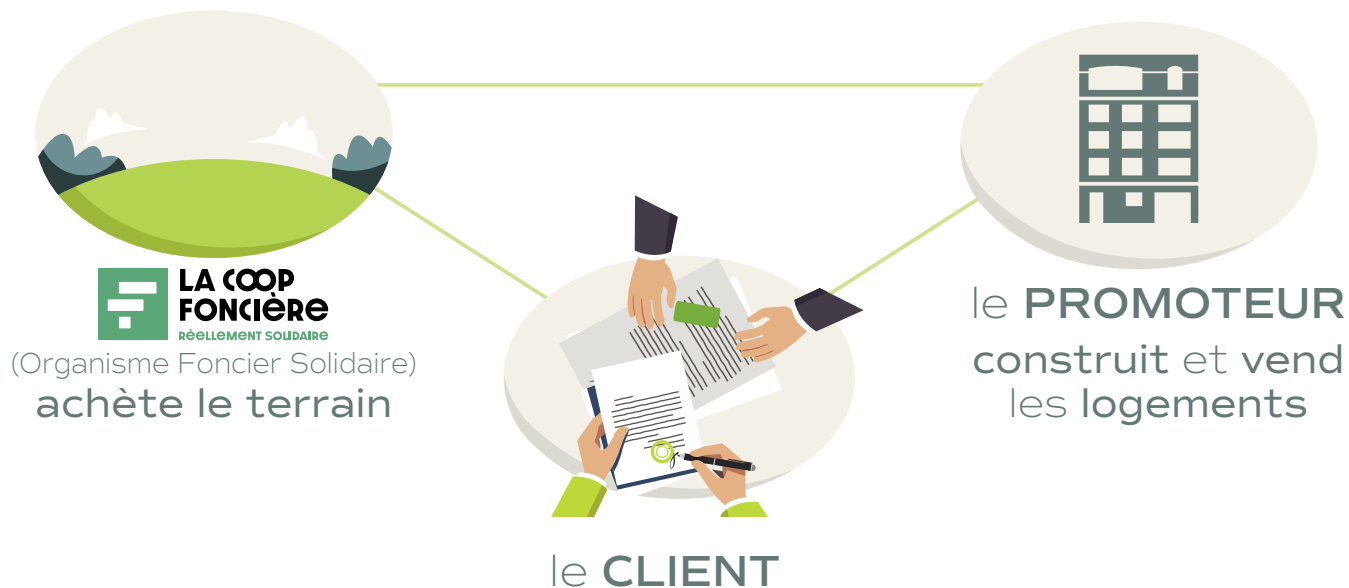 LA COOP
FONCIÈRE
RÉELLEMENT SOLIDAIRE
(Organisme Foncier Solidaire)
achète le terrain
le PROMOTEUR
construit et vend
les logements
le CLIENT